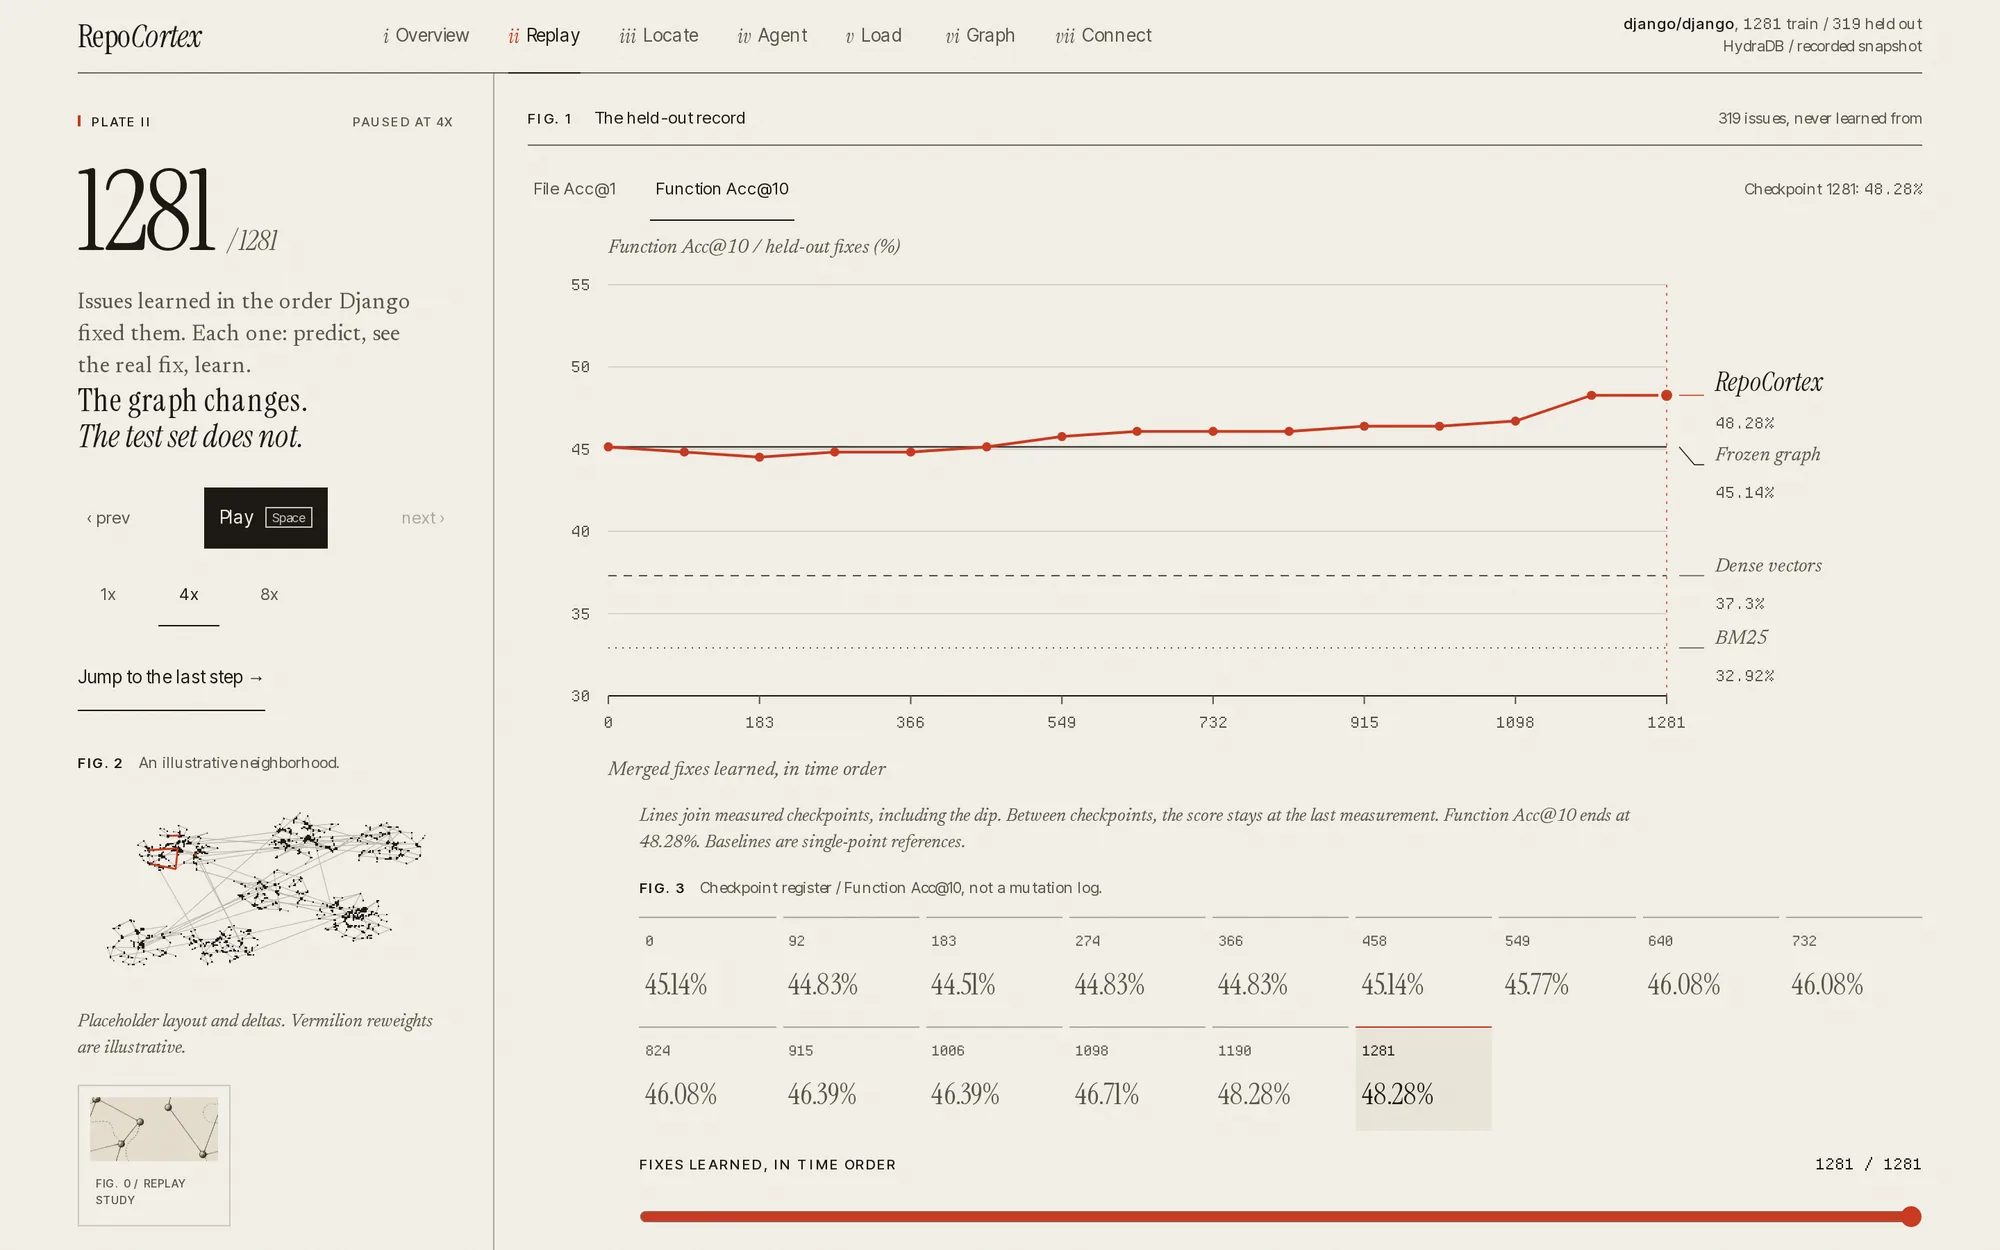 RepoCortex
i Overview
ii Replay
iii Locate
iv Agent
v Load
vi Graph
vii Connect
django/django, 1281 train / 319 held out
HydraDB / recorded snapshot
PLATE II
PAUSED AT 4X
1281 /1281
Issues learned in the order Django
fixed them. Each one: predict, see
the real fix, learn.
The graph changes.
The test set does not.
‹ prev
Play Space
next ›
1x 4x 8x
Jump to the last step →
FIG. 2 An illustrative neighborhood.
Placeholder layout and deltas. Vermilion reweights
are illustrative.
FIG. 0 / REPLAY
STUDY
FIG. 1 The held-out record
319 issues, never learned from
File Acc@1
Function Acc@10
Checkpoint 1281: 48.28%
Function Acc@10 / held-out fixes (%)
55
50
45
40
35
30
0 183 366 549 732 915 1098 1281
RepoCortex
48.28%
Frozen graph
45.14%
Dense vectors
37.3%
BM25
32.92%
Merged fixes learned, in time order
Lines join measured checkpoints, including the dip. Between checkpoints, the score stays at the last measurement. Function Acc@10 ends at
48.28%. Baselines are single-point references.
FIG. 3 Checkpoint register / Function Acc@10, not a mutation log.
0 92 183 274 366 458 549 640 732
45.14% 44.83% 44.51% 44.83% 44.83% 45.14% 45.77% 46.08% 46.08%
824 915 1006 1098 1190 1281
46.08% 46.39% 46.39% 46.71% 48.28% 48.28%
FIXES LEARNED, IN TIME ORDER
1281 / 1281